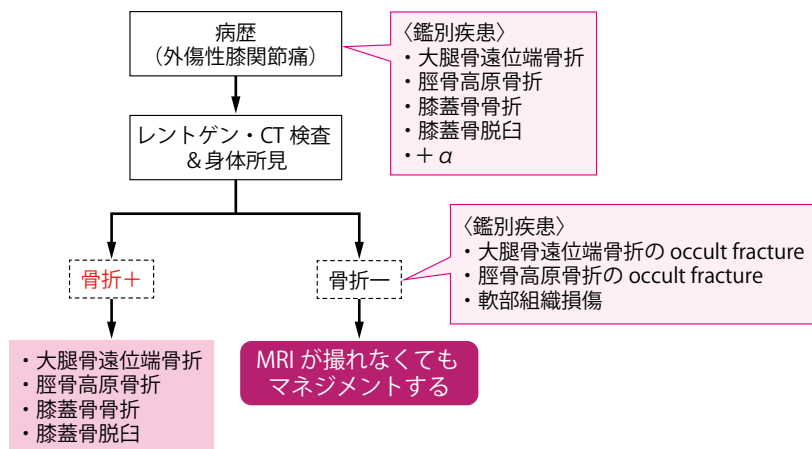 病歴
（外傷性膝関節痛）
〈鑑別疾患〉
・大腿骨遠位端骨折
・脛骨高原骨折
・膝蓋骨骨折
・膝蓋骨脱臼
・＋α
レントゲン・CT 検査
＆身体所見
骨折＋
骨折ー
〈鑑別疾患〉
・大腿骨遠位端骨折の occult fracture
・脛骨高原骨折の occult fracture
・軟部組織損傷
・大腿骨遠位端骨折
・脛骨高原骨折
・膝蓋骨骨折
・膝蓋骨脱臼
MRI が撮れなくても
マネジメントする